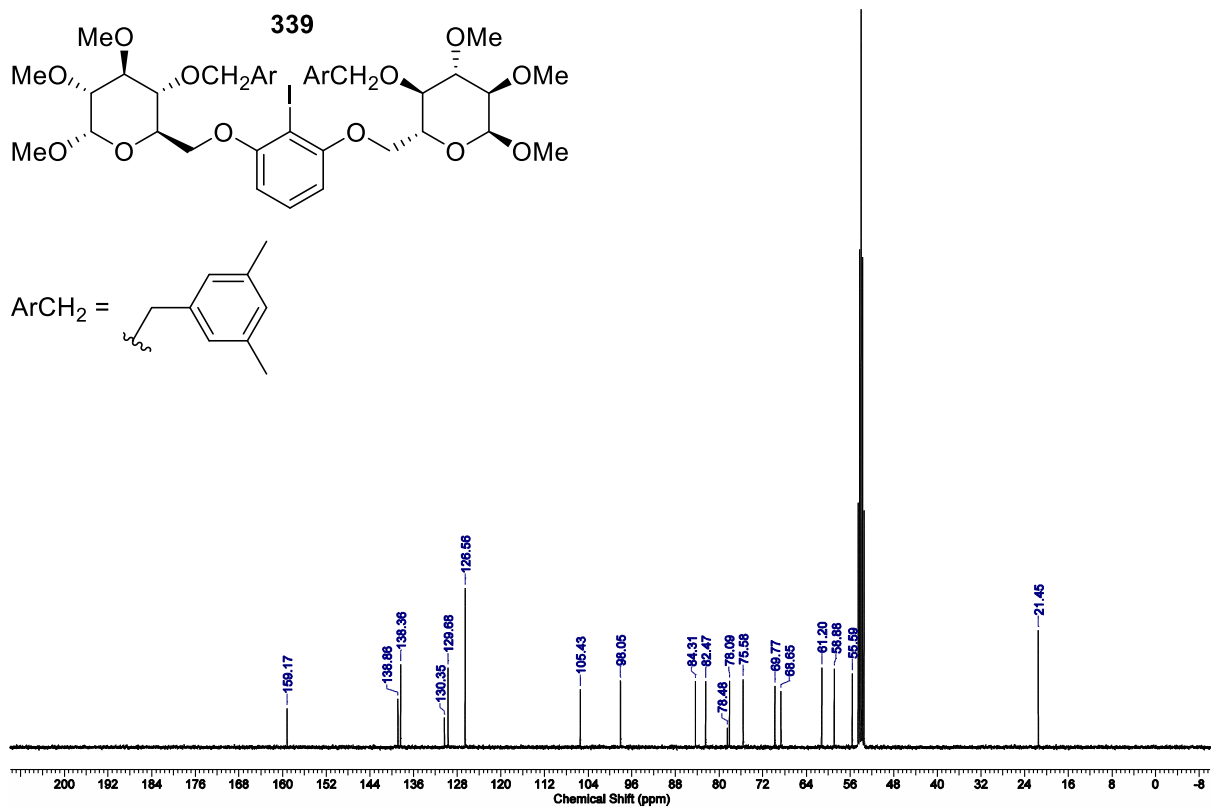 339
MeO
OMe
MeO
OCH2Ar
ArCH2O
OMe
I
MeO
O
O
O
O
OMe
ArCH2 =
159.17
138.86
138.36
130.35
129.68
126.56
105.43
98.05
84.31
82.47
78.48
78.09
75.58
69.77
68.65
61.20
58.88
55.59
21.45
200 192 184 176 168 160 152 144 136 128 120 112 104 96 88 80 72 64 56 48 40 32 24 16 8 0 -8
Chemical Shift (ppm)